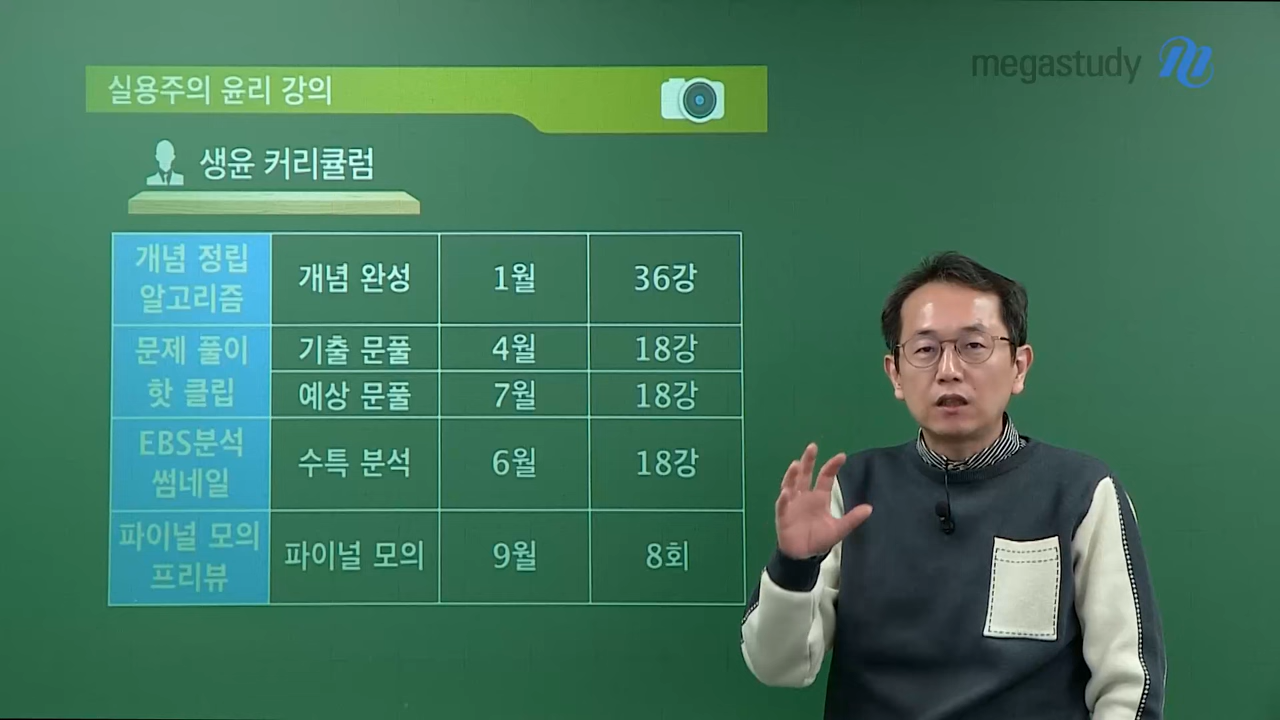 megastudy
실용주의 윤리 강의
생윤 커리큘럼
개념 정립
알고리즘
개념 완성
1월
36강
문제 풀이
핫 클립
기출 문풀
4월
18강
예상 문풀
7월
18강
EBS분석
썸네일
수특 분석
6월
18강
파이널 모의
프리뷰
파이널 모의
9월
8회